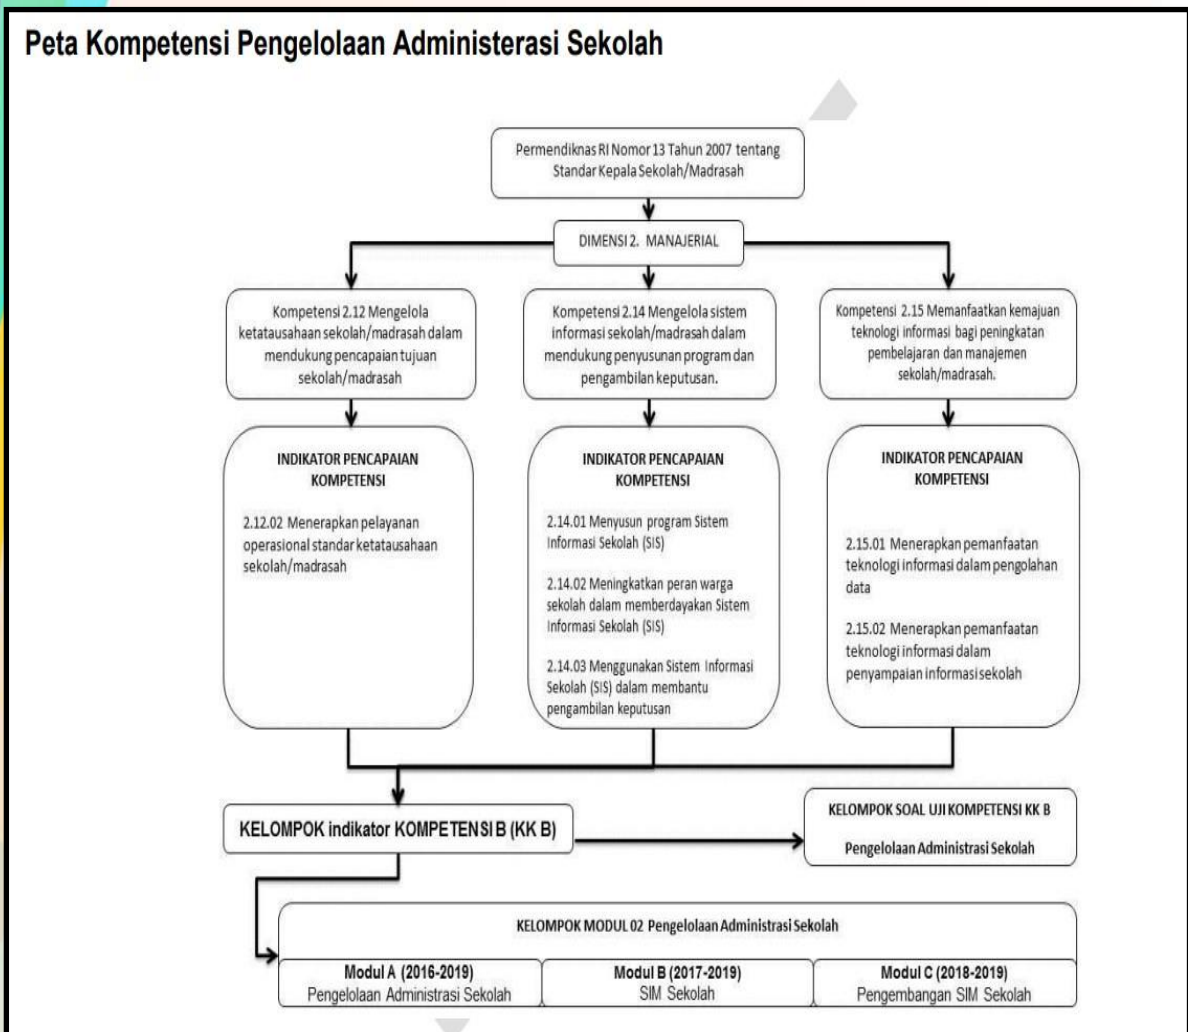 Peta Kompetensi Pengelolaan Administerasi Sekolah
Permendiknas RI Nomor 13 Tahun 2007 tentang
Standar Kepala Sekolah/Madrasah
DIMENSI 2. MANAJERIAL
Kompetensi 2.12 Mengelola
ketatausahaan sekolah/madrasah dalam
mendukung pencapaian tujuan
sekolah/madrasah
Kompetensi 2.14 Mengelola sistem
informasi sekolah/madrasah dalam
mendukung penyusunan program dan
pengambilan keputusan.
Kompetensi 2.15 Memanfaatkan kemajuan
teknologi informasi bagi peningkatan
pembelajaran dan manajemen
sekolah/madrasah.
INDIKATOR PENCAPAIAN
KOMPETENSI
2.12.02 Menerapkan pelayanan
operasional standar ketatausahaan
sekolah/madrasah
INDIKATOR PENCAPAIAN
KOMPETENSI
2.14.01 Menyusun program Sistem
Informasi Sekolah (SIS)
2.14.02 Meningkatkan peran warga
sekolah dalam memberdayakan Sistem
Informasi Sekolah (SIS)
2.14.03 Menggunakan Sistem Informasi
Sekolah (SIS) dalam membantu
pengambilan keputusan
INDIKATOR PENCAPAIAN
KOMPETENSI
2.15.01 Menerapkan pemanfaatan
teknologi informasi dalam pengolahan
data
2.15.02 Menerapkan pemanfaatan
teknologi informasi dalam
penyampaian informasi sekolah
KELOMPOK indikator KOMPETENSI B (KK B)
KELOMPOK SOAL UJI KOMPETENSI KK B
Pengelolaan Administrasi Sekolah
KELOMPOK MODUL 02 Pengelolaan Administrasi Sekolah
Modul A (2016-2019)
Pengelolaan Administrasi Sekolah
Modul B (2017-2019)
SIM Sekolah
Modul C (2018-2019)
Pengembangan SIM Sekolah